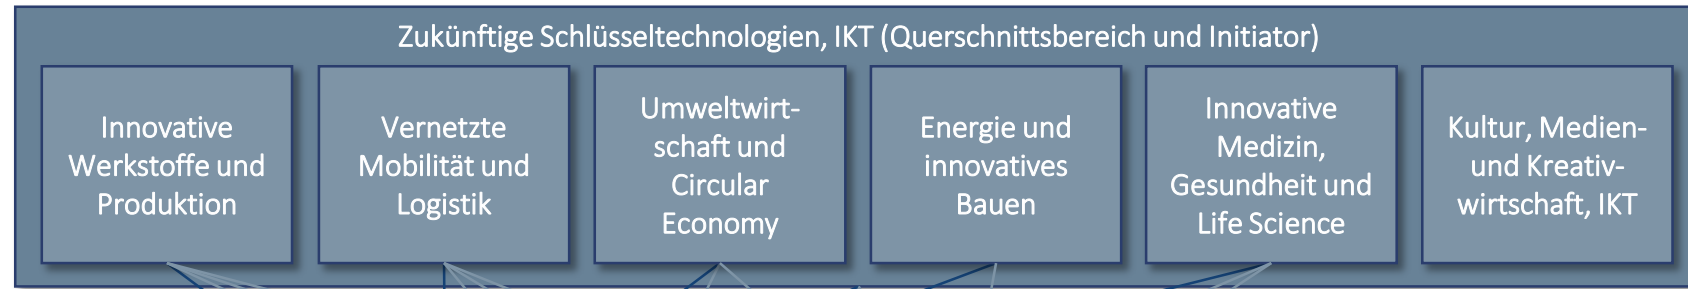 Zukünftige Schlüsseltechnologien, IKT (Querschnittsbereich und Initiator)
Innovative
Werkstoffe und
Produktion
Vernetzte
Mobilität und
Logistik
Umweltwirt-
schaft und
Circular
Economy
Energie und
innovatives
Bauen
Innovative
Medizin,
Gesundheit und
Life Science
Kultur, Medien-
und Kreativ-
wirtschaft, IKT